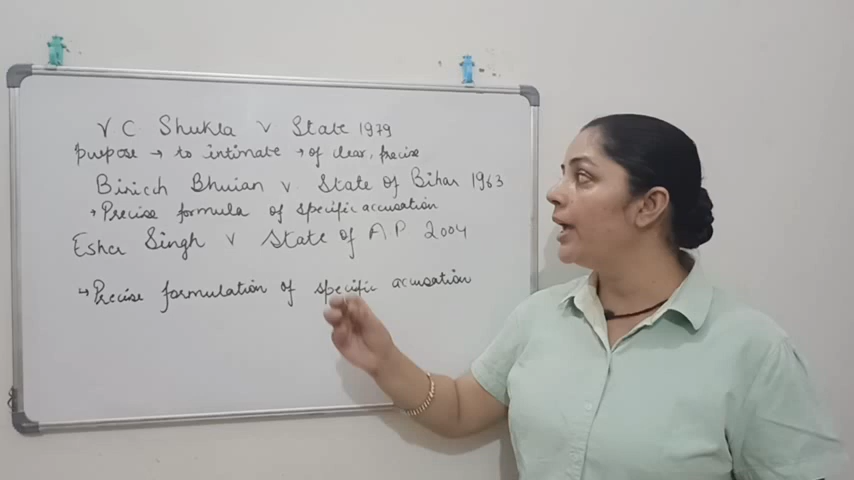 V.C. Shukla v State 1979
Purpose → to intimate → of clear, precise
Biricch Bhuian v. State of Bihar 1963
→ Precise formula of specific accusation
Esher Singh v State of A.P 2004
↳ Precise formulation of specific accusation